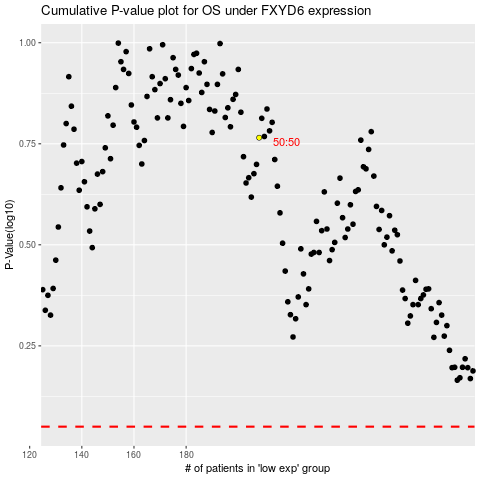 Cumulative P-value plot for OS under FXYD6 expression
P-Value(log10)
1.00
0.75
0.50
0.25
50:50
120 140 160 180
# of patients in 'low exp' group